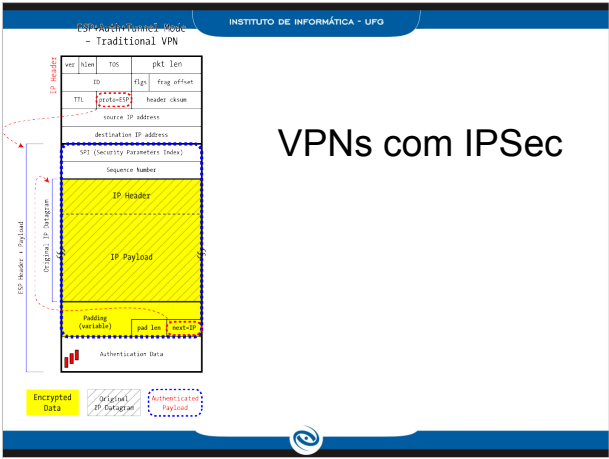 INSTITUTO DE INFORMÁTICA - UFG
ESP+Auth+Tunnel Mode
– Traditional VPN
VPNs com IPSec
IP Header
ver hlen TOS pkt len
ID flgs frag offset
TTL proto=ESP header cksum
source IP address
destination IP address
SPI (Security Parameters Index)
Sequence Number
IP Header
IP Payload
ESP Header + Payload
Original IP Datagram
Padding
(variable) pad len next=IP
Authentication Data
Encrypted
Data
Original
IP Datagram
Authenticated
Payload